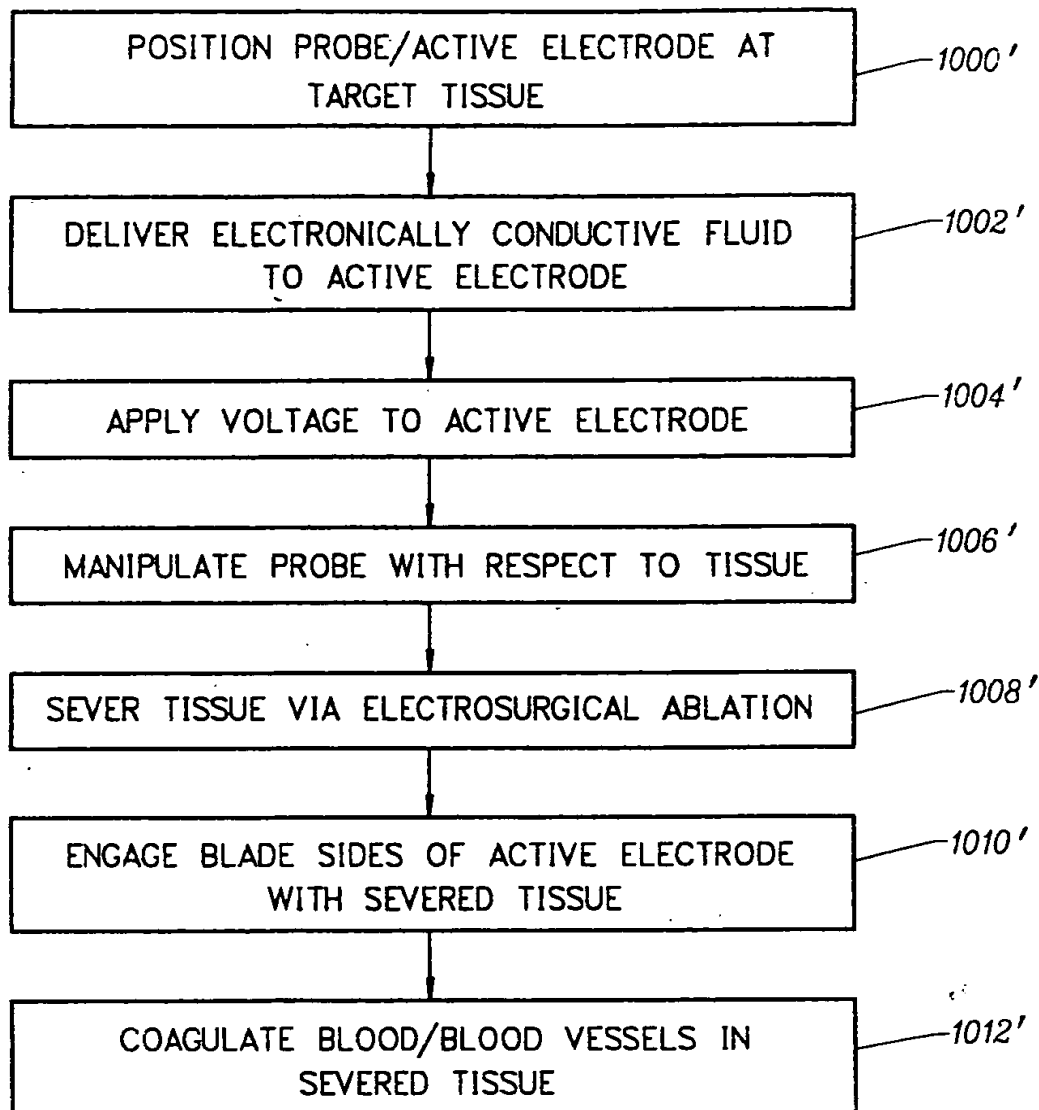 POSITION PROBE/ACTIVE ELECTRODE AT
TARGET TISSUE
1000'
DELIVER ELECTRONICALLY CONDUCTIVE FLUID
TO ACTIVE ELECTRODE
1002'
APPLY VOLTAGE TO ACTIVE ELECTRODE
1004'
MANIPULATE PROBE WITH RESPECT TO TISSUE
1006'
SEVER TISSUE VIA ELECTROSURGICAL ABLATION
1008'
ENGAGE BLADE SIDES OF ACTIVE ELECTRODE
WITH SEVERED TISSUE
1010'
COAGULATE BLOOD/BLOOD VESSELS IN
SEVERED TISSUE
1012'